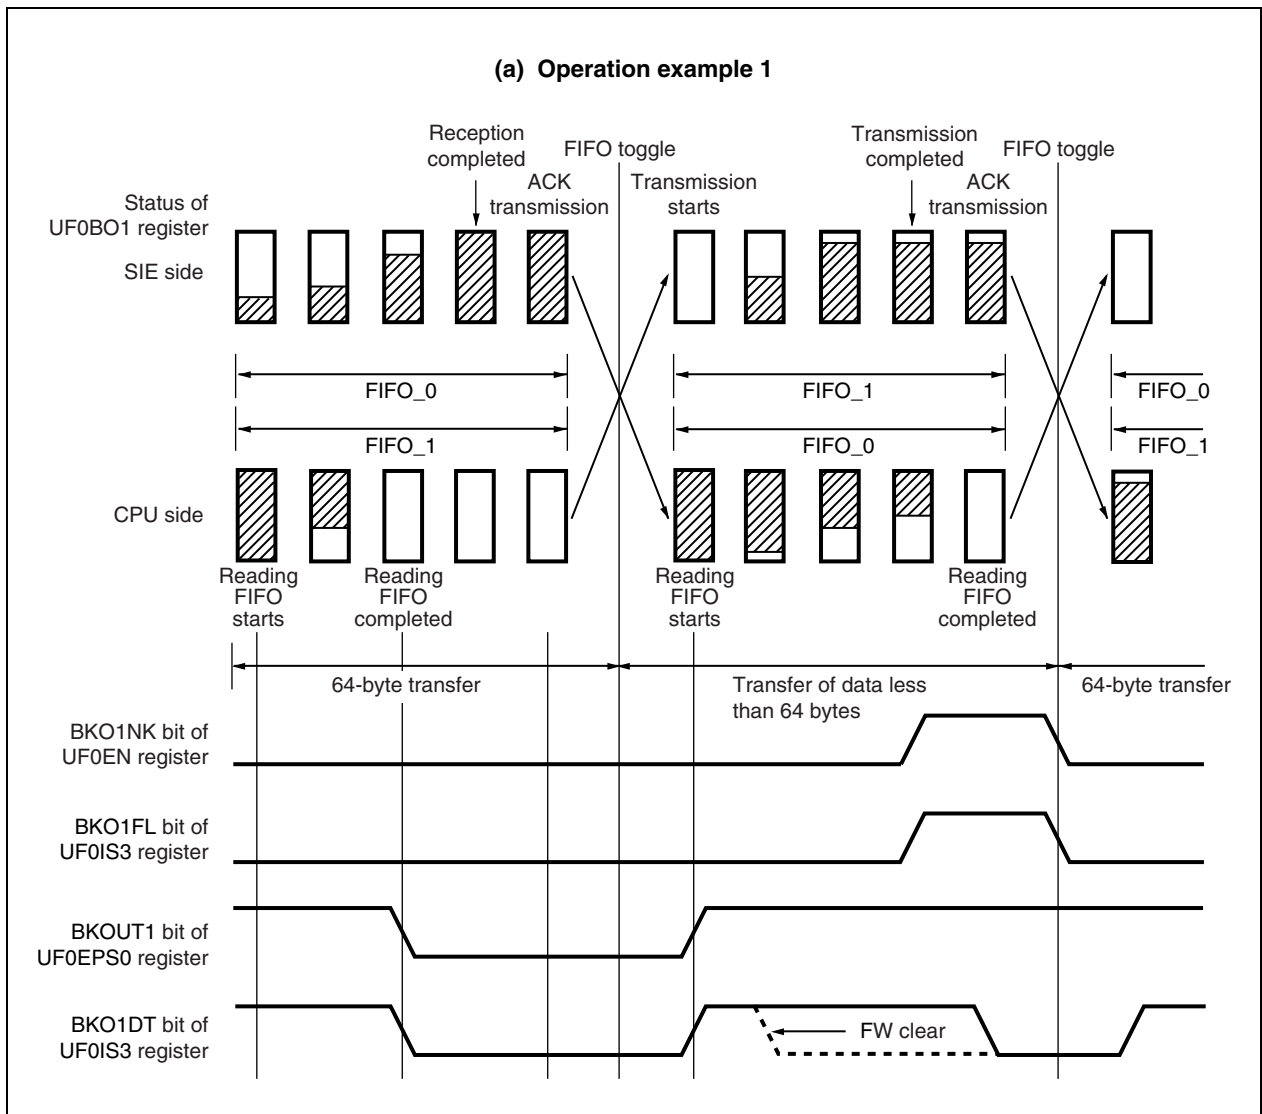 (a) Operation example 1
Reception
completed
FIFO toggle
Transmission
completed
FIFO toggle
Status of
UF0BO1 register
ACK
transmission
Transmission
starts
ACK
transmission
SIE side
FIFO_0
FIFO_1
FIFO_0
FIFO_1
FIFO_0
FIFO_1
CPU side
Reading
FIFO
starts
Reading
FIFO
completed
Reading
FIFO
starts
Reading
FIFO
completed
64-byte transfer
Transfer of data less
than 64 bytes
64-byte transfer
BKO1NK bit of
UF0EN register
BKO1FL bit of
UF0IS3 register
BKOUT1 bit of
UF0EPS0 register
BKO1DT bit of
UF0IS3 register
FW clear